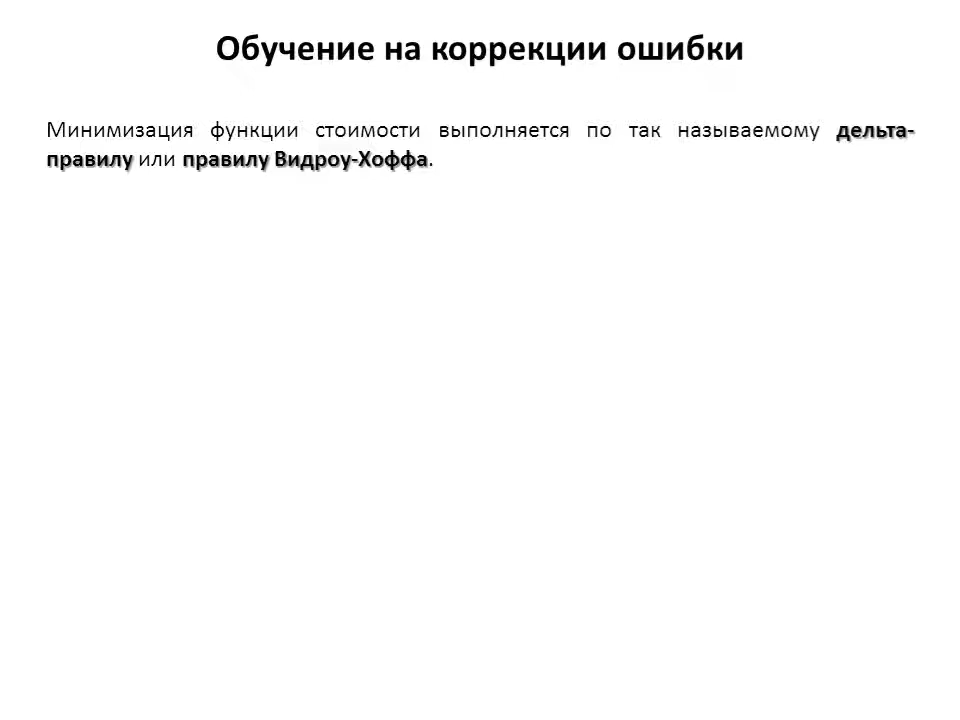 Обучение на коррекции ошибки
Минимизация функции стоимости выполняется по так называемому дельта-
правилу или правилу Видроу-Хоффа.